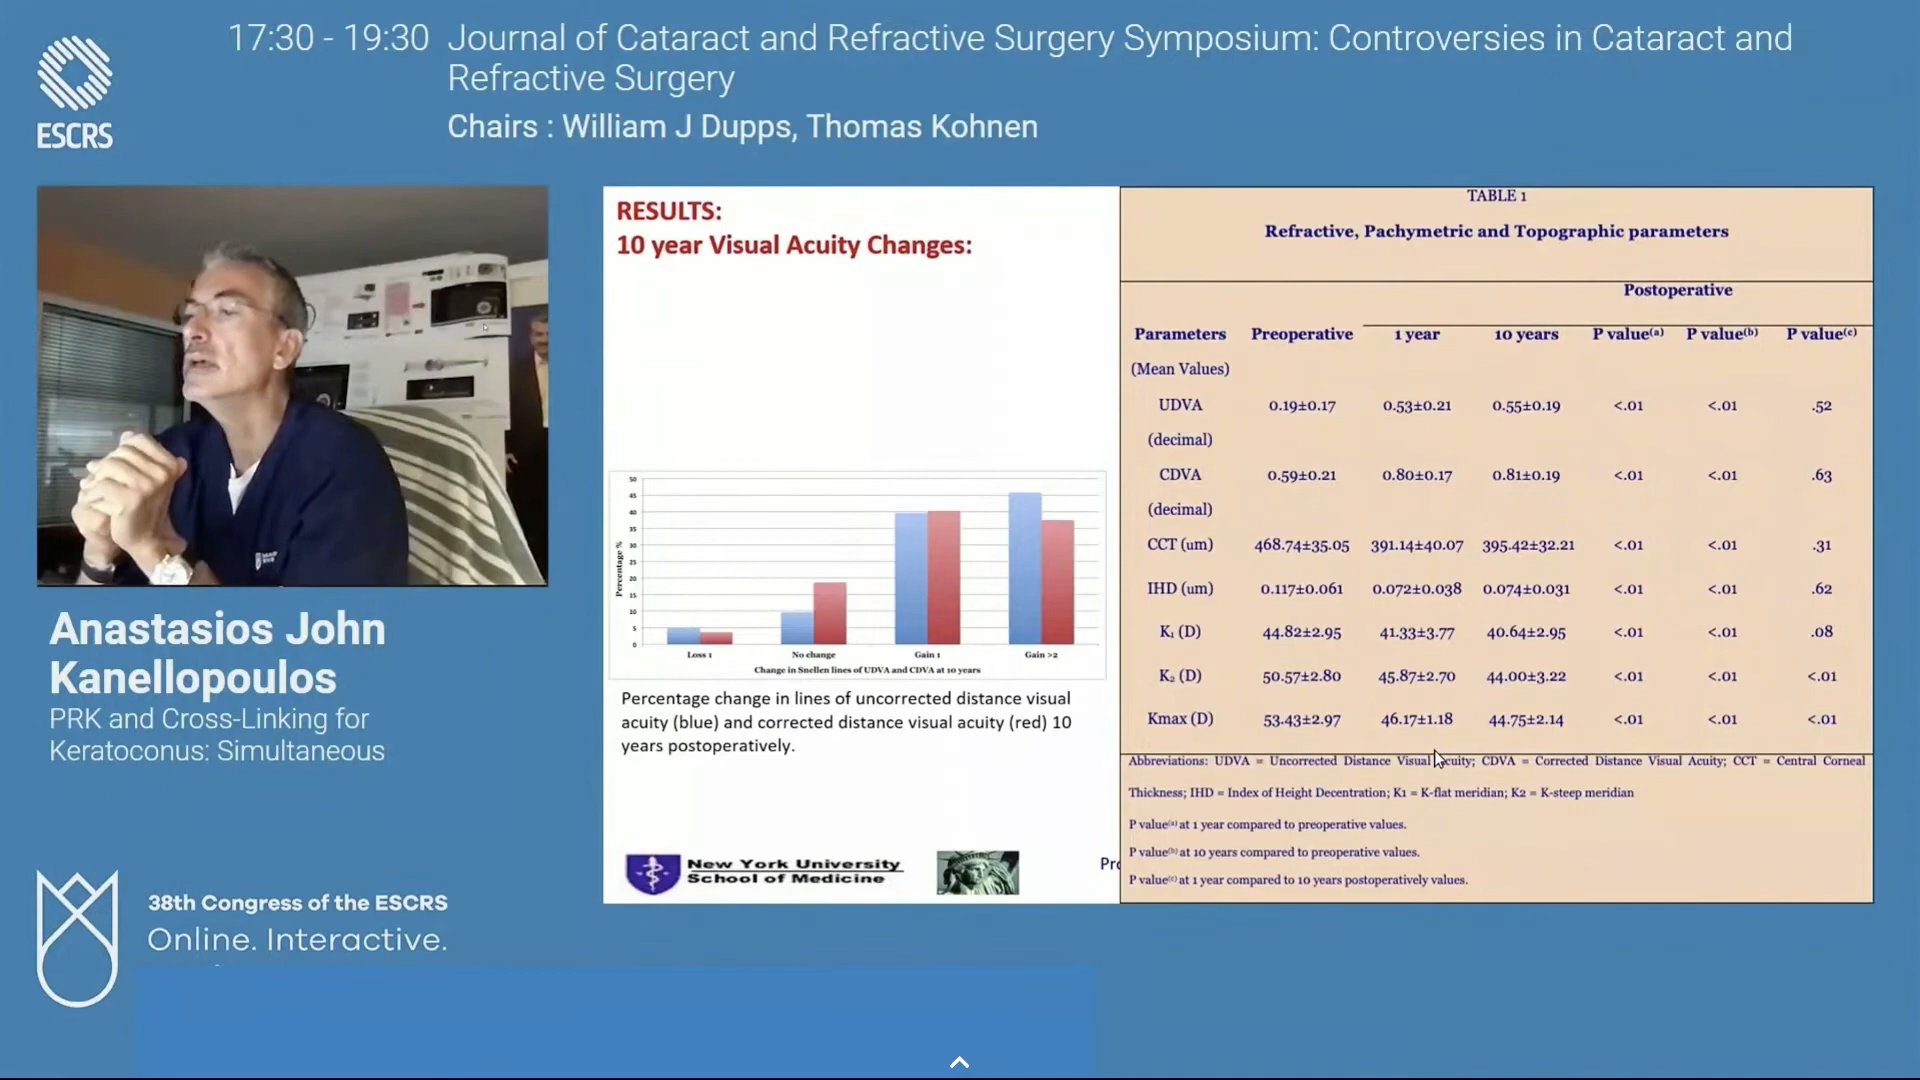 17:30 - 19:30 Journal of Cataract and Refractive Surgery Symposium: Controversies in Cataract and
Refractive Surgery
Chairs : William J Dupps, Thomas Kohnen
ESCRS
Anastasios John
Kanellopoulos
PRK and Cross-Linking for
Keratoconus: Simultaneous
38th Congress of the ESCRS
Online. Interactive.
RESULTS:
10 year Visual Acuity Changes:
Percentage %
50
45
40
35
30
25
20
15
10
5
0
Loss 1 No change Gain 1 Gain >2
Change in Snellen lines of UDVA and CDVA at 10 years
Percentage change in lines of uncorrected distance visual
acuity (blue) and corrected distance visual acuity (red) 10
years postoperatively.
New York University
School of Medicine
Pro
TABLE 1
Refractive, Pachymetric and Topographic parameters
Postoperative
Parameters Preoperative 1 year 10 years P value(a) P value(b) P value(c)
(Mean Values)
UDVA 0.19±0.17 0.53±0.21 0.55±0.19 <.01 <.01 .52
(decimal)
CDVA 0.59±0.21 0.80±0.17 0.81±0.19 <.01 <.01 .63
(decimal)
CCT (um) 468.74±35.05 391.14±40.07 395.42±32.21 <.01 <.01 .31
IHD (um) 0.117±0.061 0.072±0.038 0.074±0.031 <.01 <.01 .62
K₁ (D) 44.82±2.95 41.33±3.77 40.64±2.95 <.01 <.01 .08
K₂ (D) 50.57±2.80 45.87±2.70 44.00±3.22 <.01 <.01 <.01
Kmax (D) 53.43±2.97 46.17±1.18 44.75±2.14 <.01 <.01 <.01
Abbreviations: UDVA = Uncorrected Distance Visual Acuity; CDVA = Corrected Distance Visual Acuity; CCT = Central Corneal
Thickness; IHD = Index of Height Decentration; K1 = K-flat meridian; K2 = K-steep meridian
P value(a) at 1 year compared to preoperative values.
P value(b) at 10 years compared to preoperative values.
P value(c) at 1 year compared to 10 years postoperatively values.